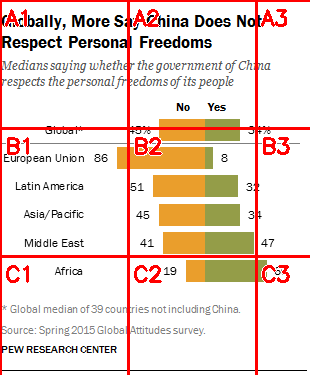 Globally, More Say China Does Not
Respect Personal Freedoms
Medians saying whether the government of China
respects the personal freedoms of its people
No Yes
Global* 45% 34%
European Union 86 8
Latin America 51 32
Asia/Pacific 45 34
Middle East 41 47
Africa 19
* Global median of 39 countries not including China.
Source: Spring 2015 Global Attitudes survey.
PEW RESEARCH CENTER
A1 A2 A3
B1 B2 B3
C1 C2 C3